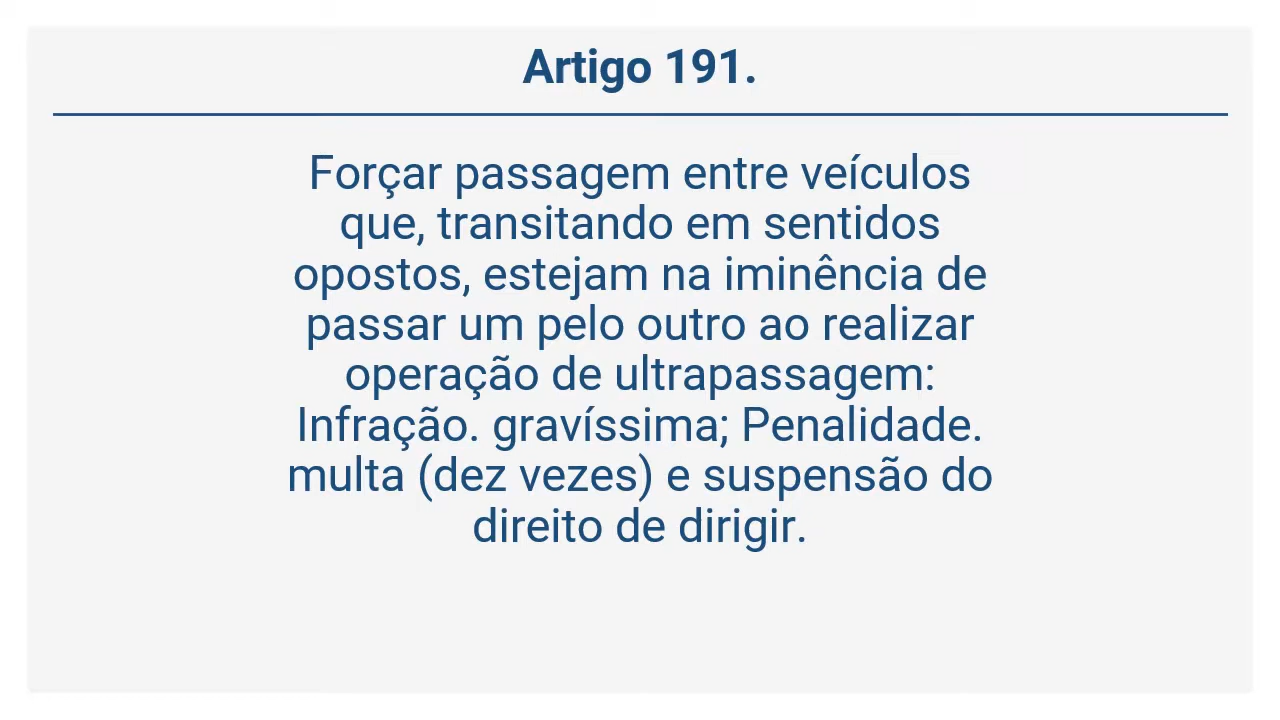 Artigo 191.
Forçar passagem entre veículos
que, transitando em sentidos
opostos, estejam na iminência de
passar um pelo outro ao realizar
operação de ultrapassagem:
Infração. gravíssima; Penalidade.
multa (dez vezes) e suspensão do
direito de dirigir.